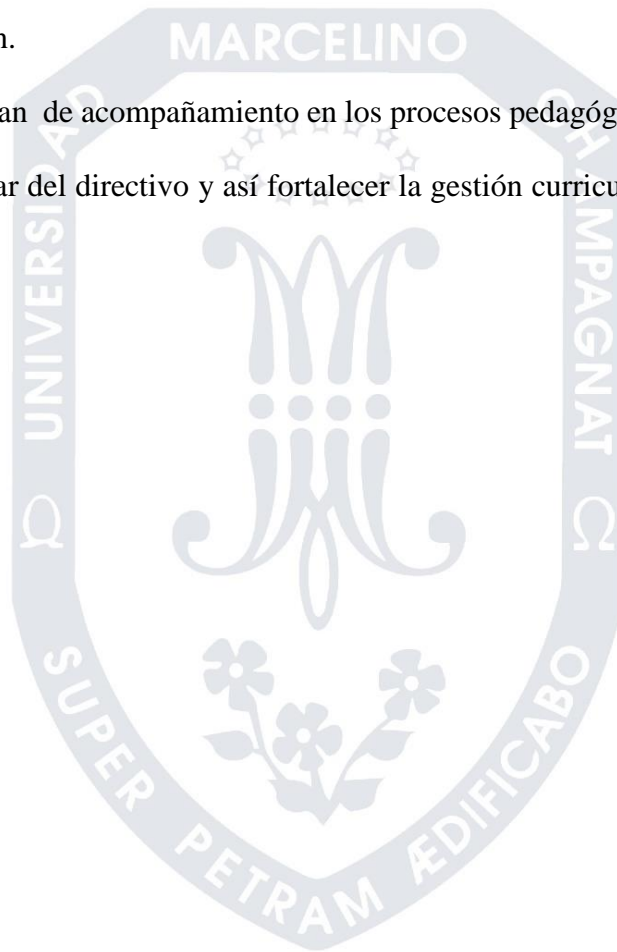 n.
an de acompañamiento en los procesos pedagóg
ar del directivo y así fortalecer la gestión curricu
UNIVERSIDAD MARCELINO CHAMPAGNAT
Ω SUPER PETRAM ÆDIFICABO Ω